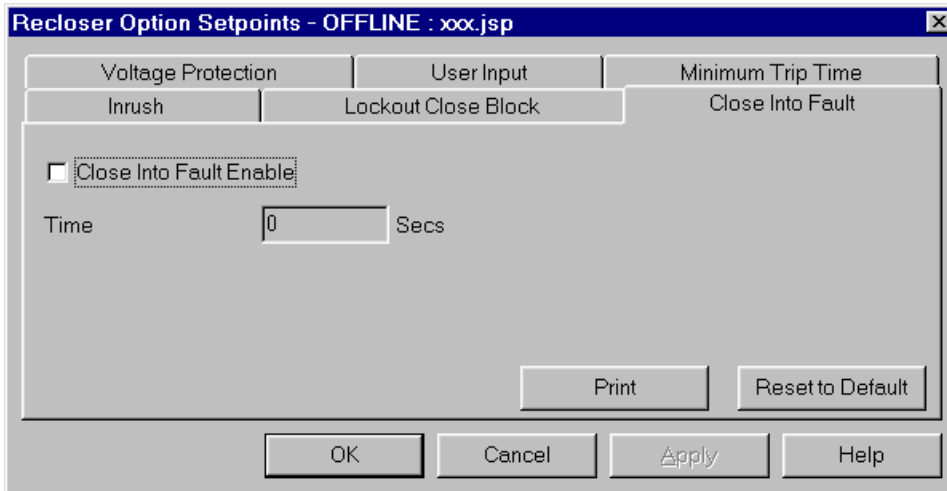 Recloser Option Setpoints - OFFLINE : xxx.jsp
Voltage Protection User Input Minimum Trip Time
Inrush Lockout Close Block Close Into Fault
Close Into Fault Enable
Time 0 Secs
Print Reset to Default
OK Cancel Apply Help